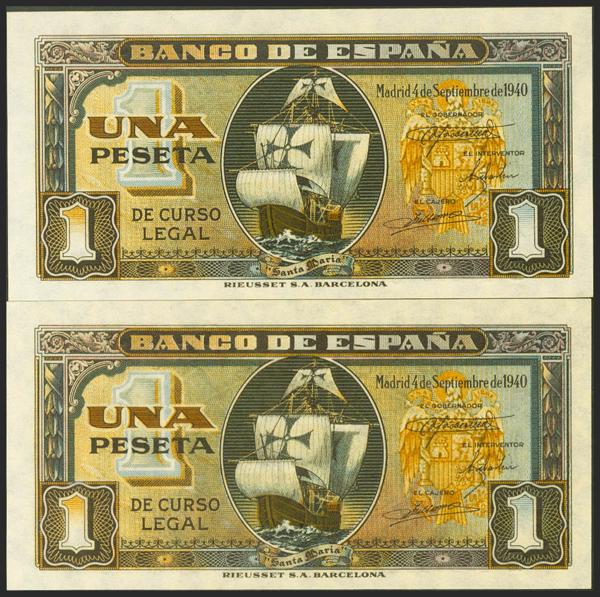 BANCO DE ESPAÑA
1
Madrid 4 de Septiembre de 1940
EL GOBERNADOR
UNA
PESETA
EL INTERVENTOR
EL CAJERO
DE CURSO
LEGAL
1
1
"Santa Maria"
RIEUSSET S.A. BARCELONA
BANCO DE ESPAÑA
1
Madrid 4 de Septiembre de 1940
EL GOBERNADOR
UNA
PESETA
EL INTERVENTOR
EL CAJERO
DE CURSO
LEGAL
1
1
"Santa Maria"
RIEUSSET S.A. BARCELONA